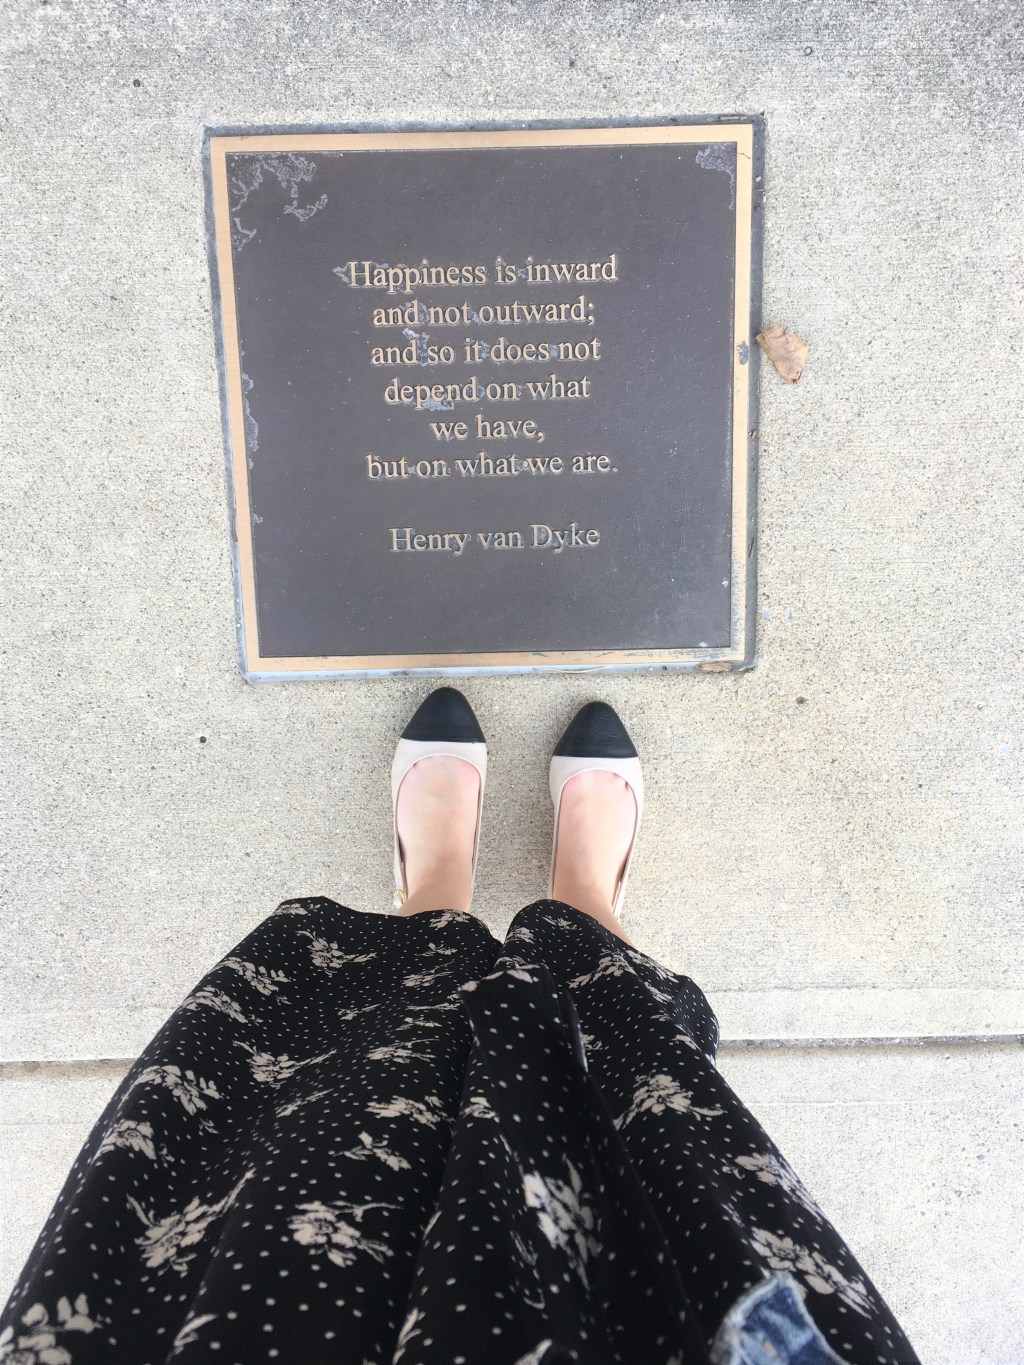 Happiness is inward
and not outward;
and so it does not
depend on what
we have,
but on what we are.
Henry van Dyke